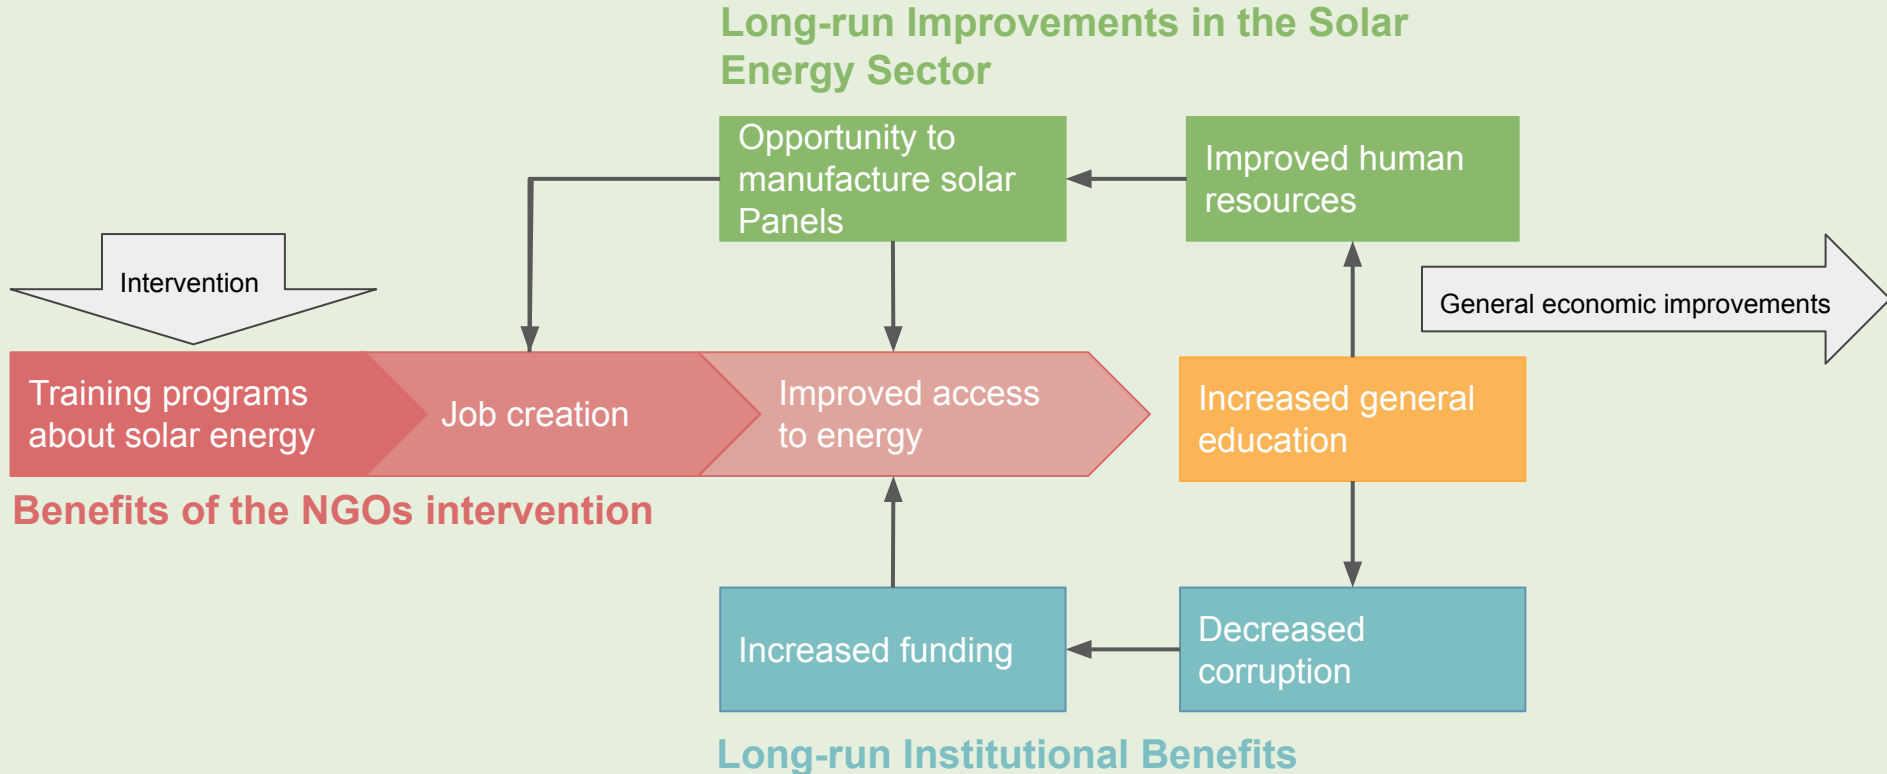 Long-run Improvements in the Solar
Energy Sector
Opportunity to
manufacture solar
Panels
Improved human
resources
Intervention
General economic improvements
Training programs
about solar energy
Job creation
Improved access
to energy
Increased general
education
Benefits of the NGOs intervention
Increased funding
Decreased
corruption
Long-run Institutional Benefits